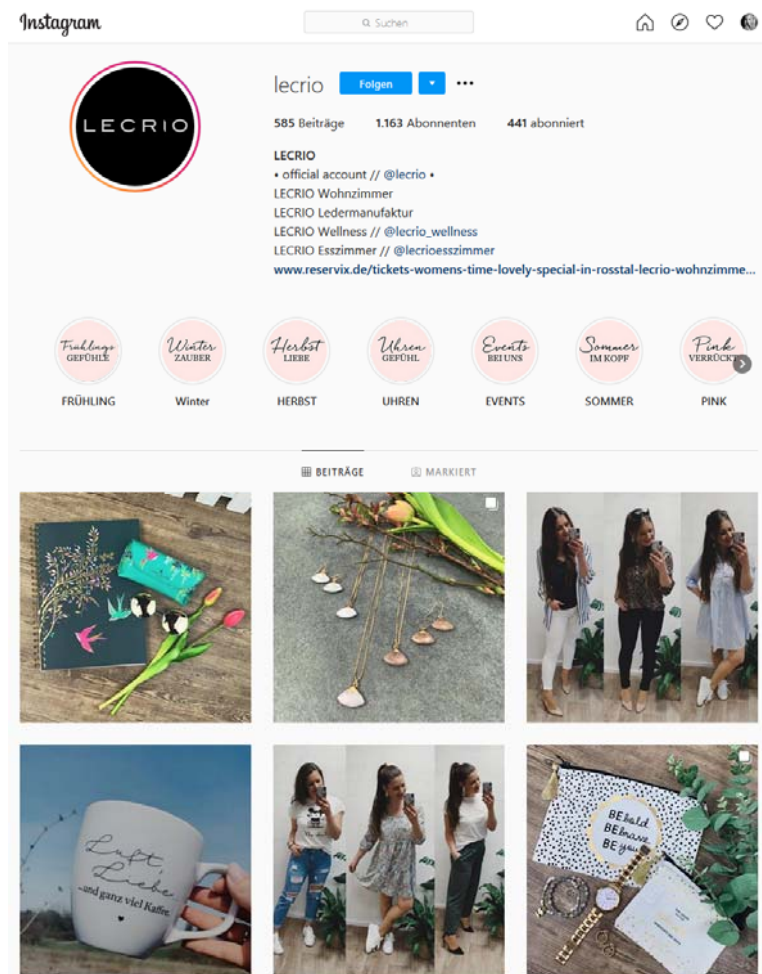 Instagram
Suchen
LECRIO
lecrio Folgen
585 Beiträge 1.163 Abonnenten 441 abonniert
LECRIO
• official account // @lecrio •
LECRIO Wohnzimmer
LECRIO Ledermanufaktur
LECRIO Wellness // @lecrio_wellness
LECRIO Esszimmer // @lecrioesszimmer
www.reservix.de/tickets-womens-time-lovely-special-in-rosstal-lecrio-wohnzimme...
Frühlings
GEFÜHLE
Winter
ZAUBER
Herbst
LIEBE
Uhren
GEFÜHL
Events
BEI UNS
Sommer
IM KOPF
Pink
VERRÜCKT
FRÜHLING Winter HERBST UHREN EVENTS SOMMER PINK
BEITRÄGE MARKIERT
Luft,
Liebe
...und ganz viel Kaffee.
BE bold
BE brave
BE you